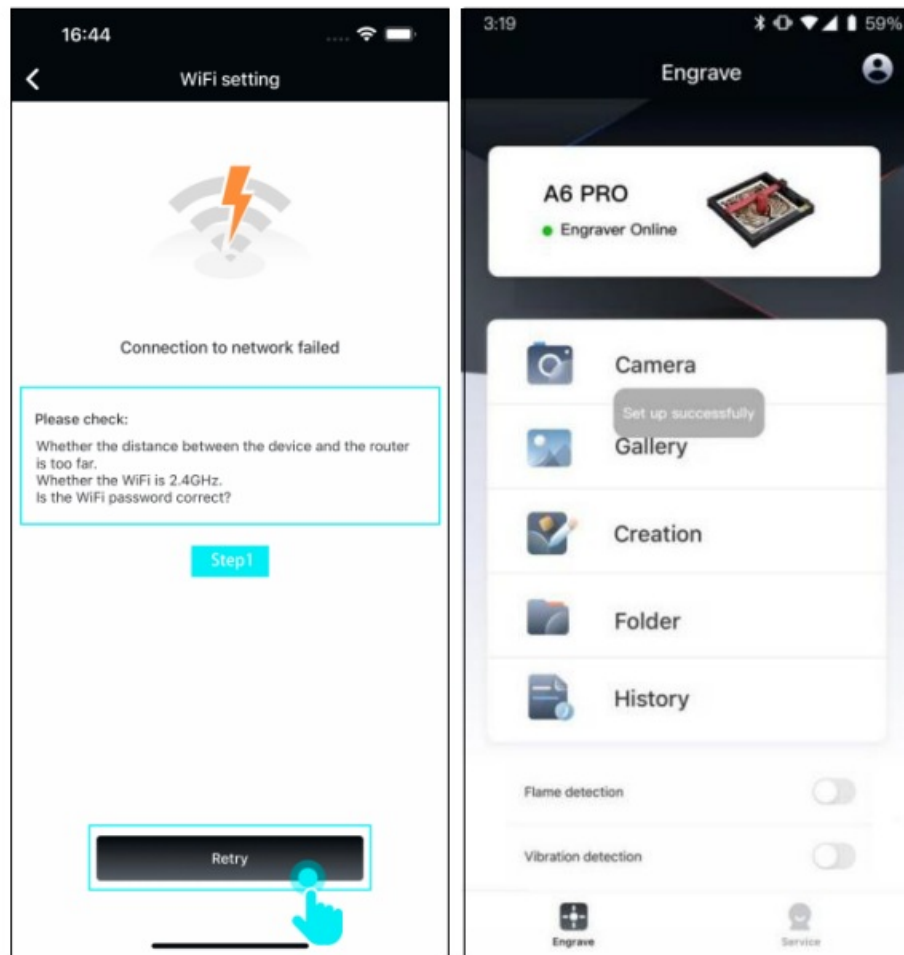 16:44
WiFi setting
Connection to network failed
Please check:
Whether the distance between the device and the router
is too far.
Whether the WiFi is 2.4GHz.
Is the WiFi password correct?
Step1
Retry
3:19
59%
Engrave
A6 PRO
Engraver Online
Camera
Set up successfully
Gallery
Creation
Folder
History
Flame detection
Vibration detection
Engrave
Service